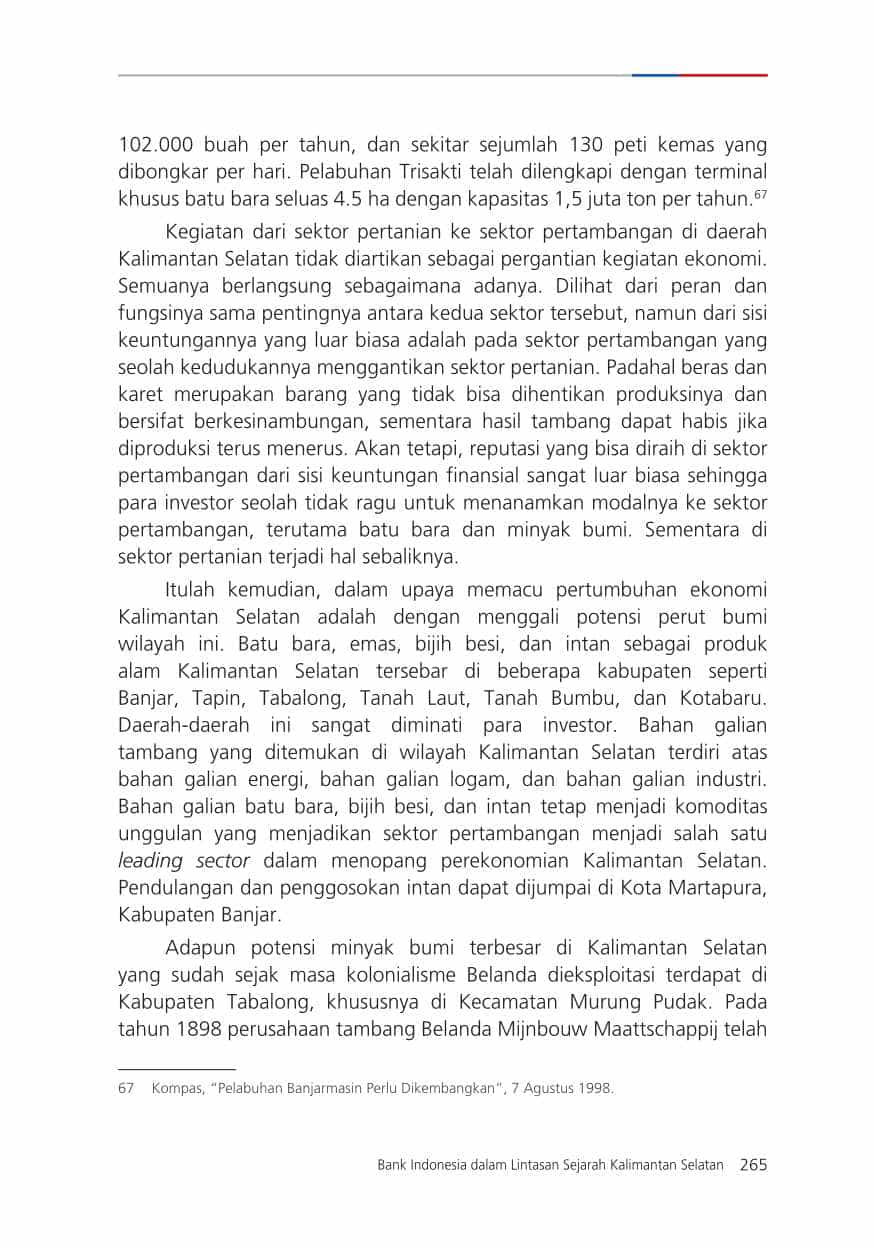 102.000 buah per tahun, dan sekitar sejumlah 130 peti kemas yang
dibongkar per hari. Pelabuhan Trisakti telah dilengkapi dengan terminal
khusus batu bara seluas 4.5 ha dengan kapasitas 1,5 juta ton per tahun.67
Kegiatan dari sektor pertanian ke sektor pertambangan di daerah
Kalimantan Selatan tidak diartikan sebagai pergantian kegiatan ekonomi.
Semuanya berlangsung sebagaimana adanya. Dilihat dari peran dan
fungsinya sama pentingnya antara kedua sektor tersebut, namun dari sisi
keuntungannya yang luar biasa adalah pada sektor pertambangan yang
seolah kedudukannya menggantikan sektor pertanian. Padahal beras dan
karet merupakan barang yang tidak bisa dihentikan produksinya dan
bersifat berkesinambungan, sementara hasil tambang dapat habis jika
diproduksi terus menerus. Akan tetapi, reputasi yang bisa diraih di sektor
pertambangan dari sisi keuntungan finansial sangat luar biasa sehingga
para investor seolah tidak ragu untuk menanamkan modalnya ke sektor
pertambangan, terutama batu bara dan minyak bumi. Sementara di
sektor pertanian terjadi hal sebaliknya.
Itulah kemudian, dalam upaya memacu pertumbuhan ekonomi
Kalimantan Selatan adalah dengan menggali potensi perut bumi
wilayah ini. Batu bara, emas, bijih besi, dan intan sebagai produk
alam Kalimantan Selatan tersebar di beberapa kabupaten seperti
Banjar, Tapin, Tabalong, Tanah Laut, Tanah Bumbu, dan Kotabaru.
Daerah-daerah ini sangat diminati para investor. Bahan galian
tambang yang ditemukan di wilayah Kalimantan Selatan terdiri atas
bahan galian energi, bahan galian logam, dan bahan galian industri.
Bahan galian batu bara, bijih besi, dan intan tetap menjadi komoditas
unggulan yang menjadikan sektor pertambangan menjadi salah satu
leading sector dalam menopang perekonomian Kalimantan Selatan.
Pendulangan dan penggosokan intan dapat dijumpai di Kota Martapura,
Kabupaten Banjar.
Adapun potensi minyak bumi terbesar di Kalimantan Selatan
yang sudah sejak masa kolonialisme Belanda dieksploitasi terdapat di
Kabupaten Tabalong, khususnya di Kecamatan Murung Pudak. Pada
tahun 1898 perusahaan tambang Belanda Mijnbouw Maattschappij telah
67 Kompas, “Pelabuhan Banjarmasin Perlu Dikembangkan”, 7 Agustus 1998.
Bank Indonesia dalam Lintasan Sejarah Kalimantan Selatan 265